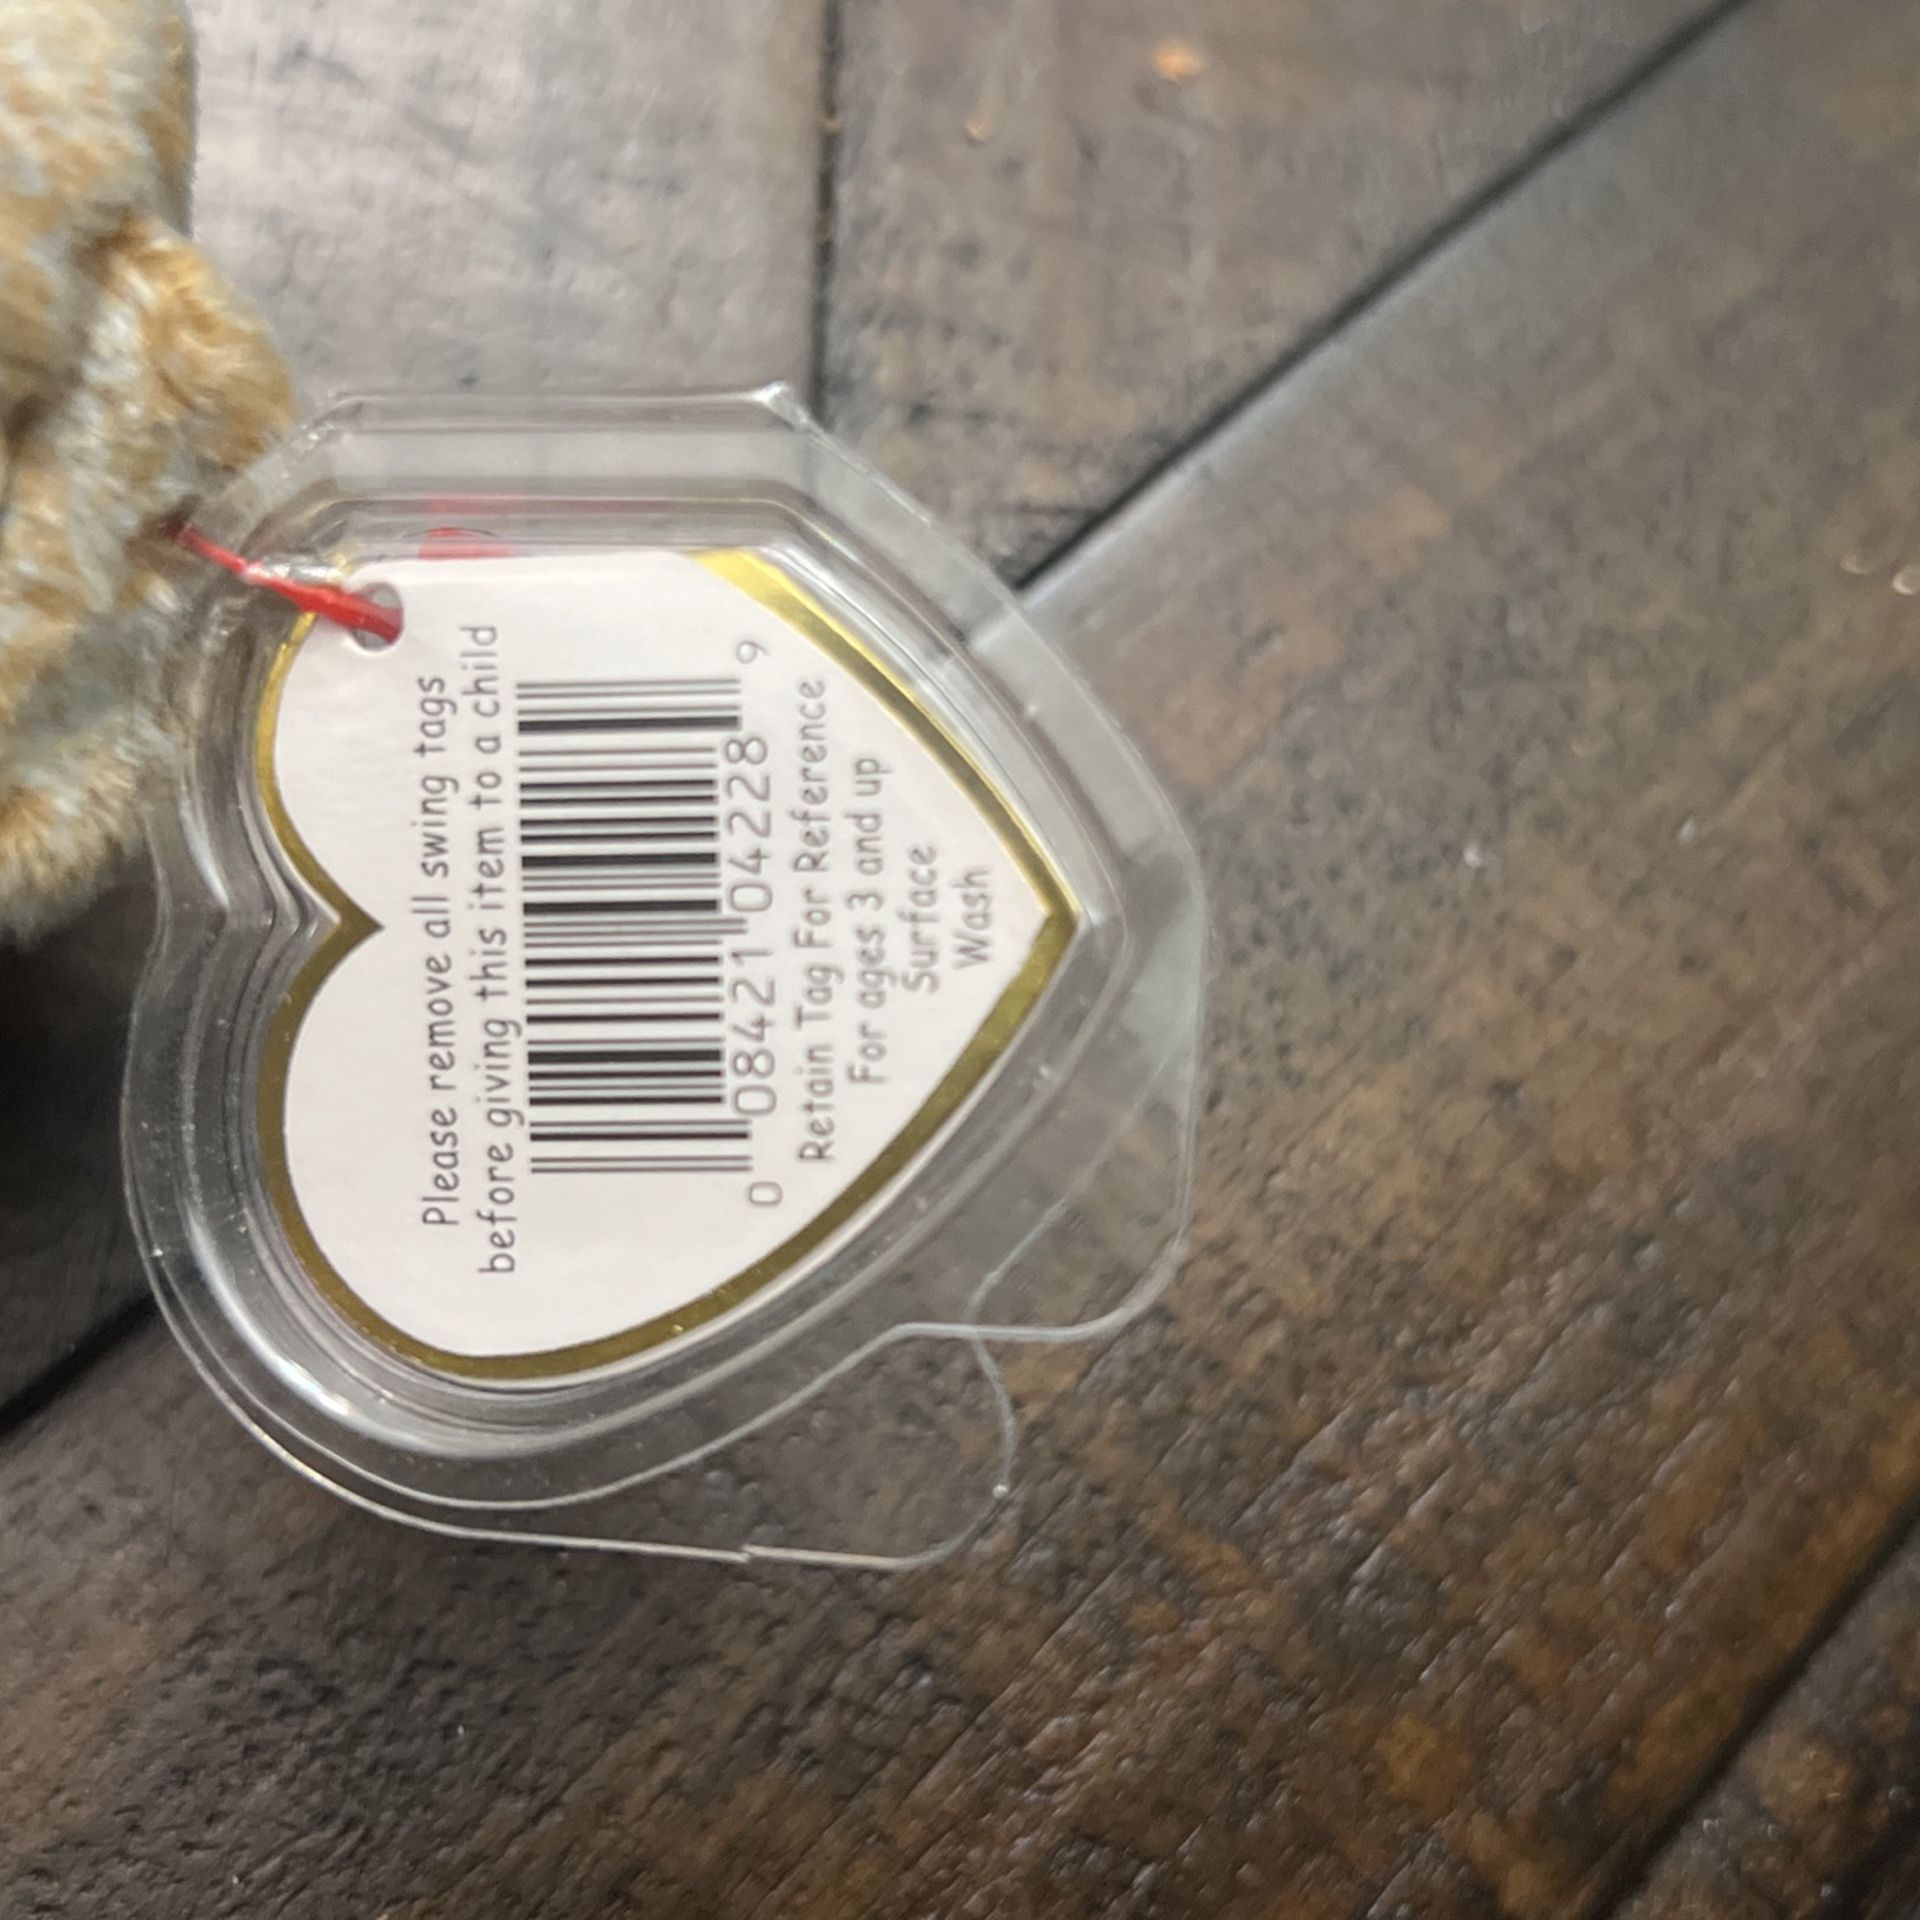 Please remove all swing tags
before giving this item to a child
0 08421 04228 9
Retain Tag For Reference
For ages 3 and up
Surface
Wash